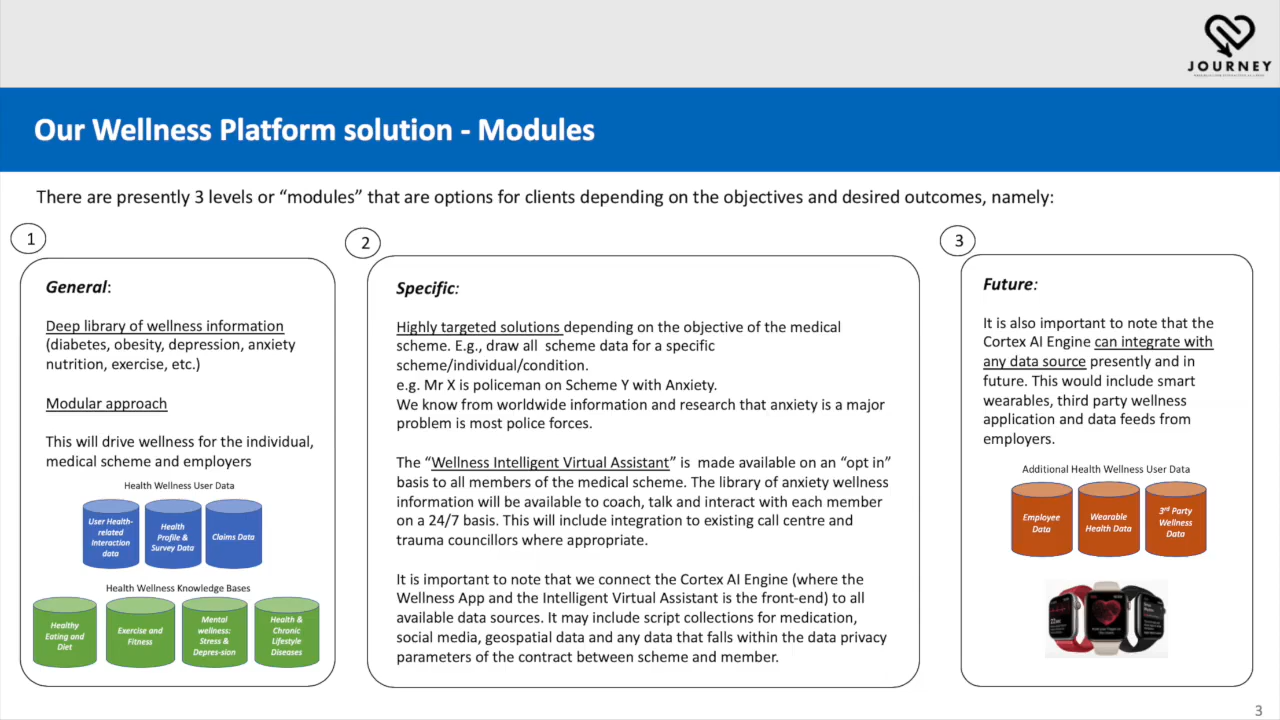 JOURNEY
Our Wellness Platform solution - Modules
There are presently 3 levels or “modules” that are options for clients depending on the objectives and desired outcomes, namely:
1
General:
Deep library of wellness information
(diabetes, obesity, depression, anxiety
nutrition, exercise, etc.)
Modular approach
This will drive wellness for the individual,
medical scheme and employers
Health Wellness User Data
User Health-
related
Interaction
data
Health
Profile &
Survey Data
Claims Data
Health Wellness Knowledge Bases
Healthy
Eating and
Diet
Exercise and
Fitness
Mental
wellness:
Stress &
Depres-sion
Health &
Chronic
Lifestyle
Diseases
2
Specific:
Highly targeted solutions depending on the objective of the medical
scheme. E.g., draw all  scheme data for a specific
scheme/individual/condition.
e.g. Mr X is policeman on Scheme Y with Anxiety.
We know from worldwide information and research that anxiety is a major
problem is most police forces.
The “Wellness Intelligent Virtual Assistant” is  made available on an “opt in”
basis to all members of the medical scheme. The library of anxiety wellness
information will be available to coach, talk and interact with each member
on a 24/7 basis. This will include integration to existing call centre and
trauma councillors where appropriate.
It is important to note that we connect the Cortex AI Engine (where the
Wellness App and the Intelligent Virtual Assistant is the front-end) to all
available data sources. It may include script collections for medication,
social media, geospatial data and any data that falls within the data privacy
parameters of the contract between scheme and member.
3
Future:
It is also important to note that the
Cortex AI Engine can integrate with
any data source presently and in
future. This would include smart
wearables, third party wellness
application and data feeds from
employers.
Additional Health Wellness User Data
Employee
Data
Wearable
Health Data
3rd Party
Wellness
Data
3